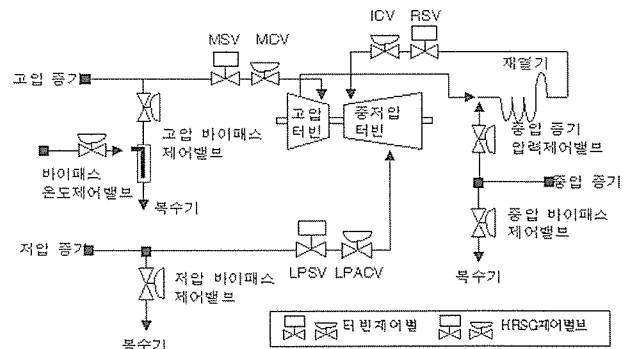 ICV RSV
MSV MCV
재열기
고압 증기
고압
터빈
중저압
터빈
고압 바이패스
제어밸브
중압 증기
압력제어밸브
바이패스
온도제어밸브
복수기
중압 증기
중압 바이패스
제어밸브
저압 증기
LPSV LPACV
저압 바이패스
제어밸브
복수기
복수기
터빈제어벌
HRSG제어벌브